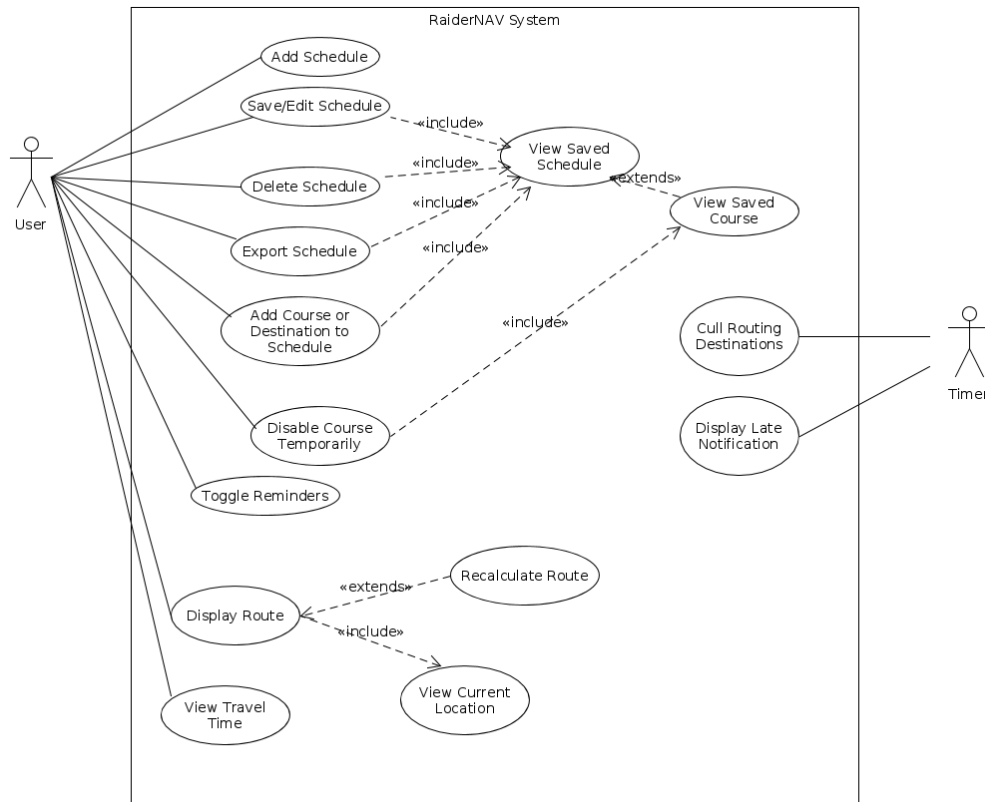 RaiderNAV System
Add Schedule
Save/Edit Schedule
«include»
View Saved
Schedule
«include»
Delete Schedule
«extends»
View Saved
Course
«include»
User
Export Schedule
«include»
Add Course or
Destination to
Schedule
«include»
Cull Routing
Destinations
Timer
Disable Course
Temporarily
Display Late
Notification
Toggle Reminders
Recalculate Route
«extends»
Display Route
«include»
View Current
Location
View Travel
Time